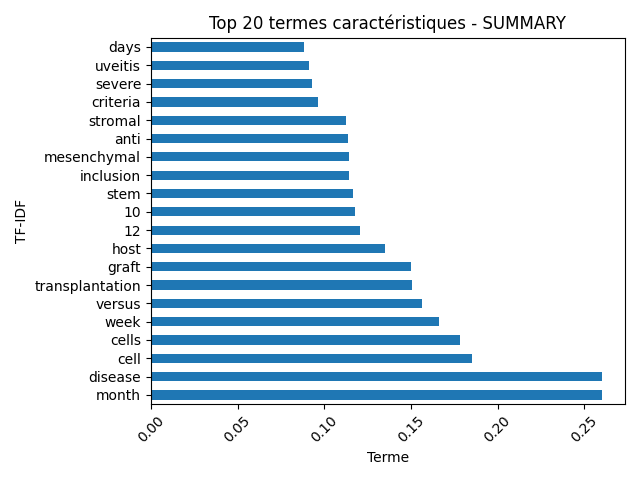 Top 20 termes caractéristiques - SUMMARY
days
uveitis
severe
criteria
stromal
anti
mesenchymal
inclusion
stem
10
12
host
graft
transplantation
versus
week
cells
cell
disease
month
TF-IDF
0.00 0.05 0.10 0.15 0.20 0.25
Terme